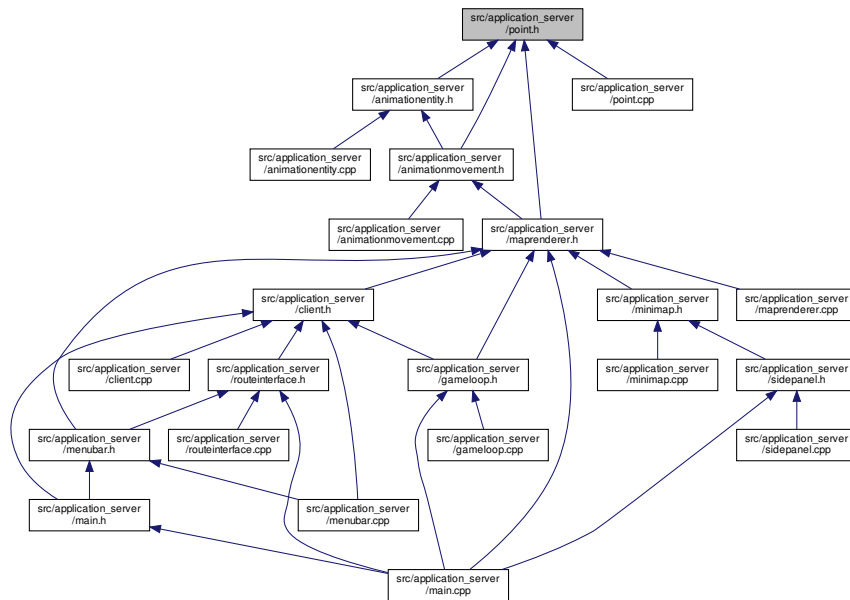 src/application_server
/point.h
src/application_server
/animationentity.h
src/application_server
/point.cpp
src/application_server
/animationentity.cpp
src/application_server
/animationmovement.h
src/application_server
/animationmovement.cpp
src/application_server
/maprenderer.h
src/application_server
/client.h
src/application_server
/minimap.h
src/application_server
/maprenderer.cpp
src/application_server
/client.cpp
src/application_server
/routeinterface.h
src/application_server
/gameloop.h
src/application_server
/minimap.cpp
src/application_server
/sidepanel.h
src/application_server
/menubar.h
src/application_server
/routeinterface.cpp
src/application_server
/gameloop.cpp
src/application_server
/sidepanel.cpp
src/application_server
/main.h
src/application_server
/menubar.cpp
src/application_server
/main.cpp